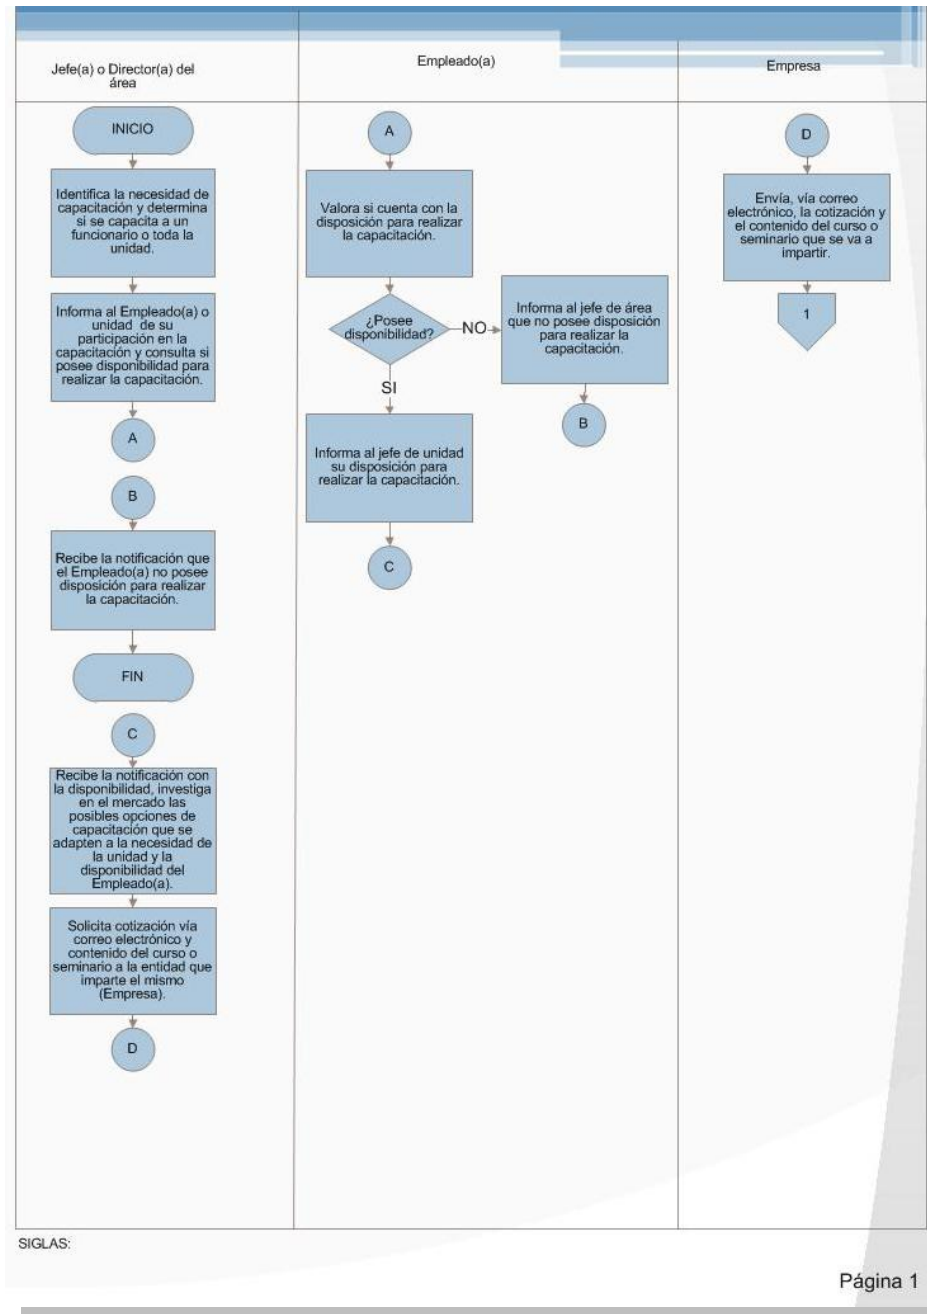 Jefe(a) o Director(a) del
área
Empleado(a)
Empresa
INICIO
Identifica la necesidad de
capacitación y determina
si se capacita a un
funcionario o toda la
unidad.
Informa al Empleado(a) o
unidad de su
participación en la
capacitación y consulta si
posee disponibilidad para
realizar la capacitación.
A
B
Recibe la notificación que
el Empleado(a) no posee
disposición para realizar
la capacitación.
FIN
C
Recibe la notificación con
la disponibilidad, investiga
en el mercado las
posibles opciones de
capacitación que se
adapten a la necesidad de
la unidad y la
disponibilidad del
Empleado(a).
Solicita cotización vía
correo electrónico y
contenido del curso o
seminario a la entidad que
imparte el mismo
(Empresa).
D
A
Valora si cuenta con la
disposición para realizar
la capacitación.
¿Posee
disponibilidad?
NO
Informa al jefe de área
que no posee disposición
para realizar la
capacitación.
B
SI
Informa al jefe de unidad
su disposición para
realizar la capacitación.
C
D
Envía, vía correo
electrónico, la cotización y
el contenido del curso o
seminario que se va a
impartir.
1
SIGLAS:
Página 1